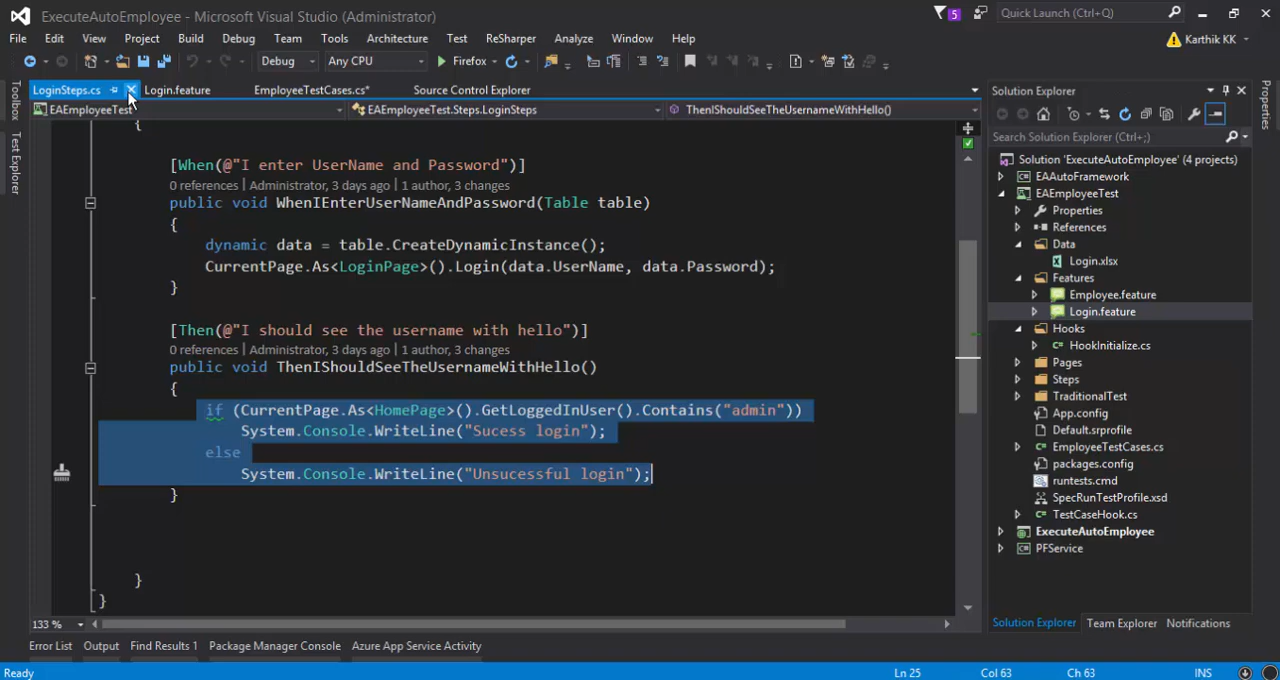 ExecuteAutoEmployee - Microsoft Visual Studio (Administrator)
5
Quick Launch (Ctrl+Q)
File Edit View Project Build Debug Team Tools Architecture Test ReSharper Analyze Window Help
Karthik KK
Debug Any CPU Firefox
LoginSteps.cs Login.feature EmployeeTestCases.cs* Source Control Explorer
EAEmployeeTest EAEmployeeTest.Steps.LoginSteps ThenIShouldSeeTheUsernameWithHello()
Toolbox
Test Explorer
{
[When(@"I enter UserName and Password")]
0 references | Administrator, 3 days ago | 1 author, 3 changes
public void WhenIEnterUserNameAndPassword(Table table)
{
dynamic data = table.CreateDynamicInstance();
CurrentPage.As<LoginPage>().Login(data.UserName, data.Password);
}
[Then(@"I should see the username with hello")]
0 references | Administrator, 3 days ago | 1 author, 3 changes
public void ThenIShouldSeeTheUsernameWithHello()
{
if (CurrentPage.As<HomePage>().GetLoggedInUser().Contains("admin"))
System.Console.WriteLine("Sucess login");
else
System.Console.WriteLine("Unsucessful login");
}
}
}
133 %
Solution Explorer
Search Solution Explorer (Ctrl+;)
Solution 'ExecuteAutoEmployee' (4 projects)
EAAutoFramework
EAEmployeeTest
Properties
References
Data
Login.xlsx
Features
Employee.feature
Login.feature
Hooks
HookInitialize.cs
Pages
Steps
TraditionalTest
App.config
Default.srprofile
EmployeeTestCases.cs
packages.config
runtests.cmd
SpecRunTestProfile.xsd
TestCaseHook.cs
ExecuteAutoEmployee
PFService
Solution Explorer Team Explorer Notifications
Properties
Error List Output Find Results 1 Package Manager Console Azure App Service Activity
Ready Ln 25 Col 63 Ch 63 INS